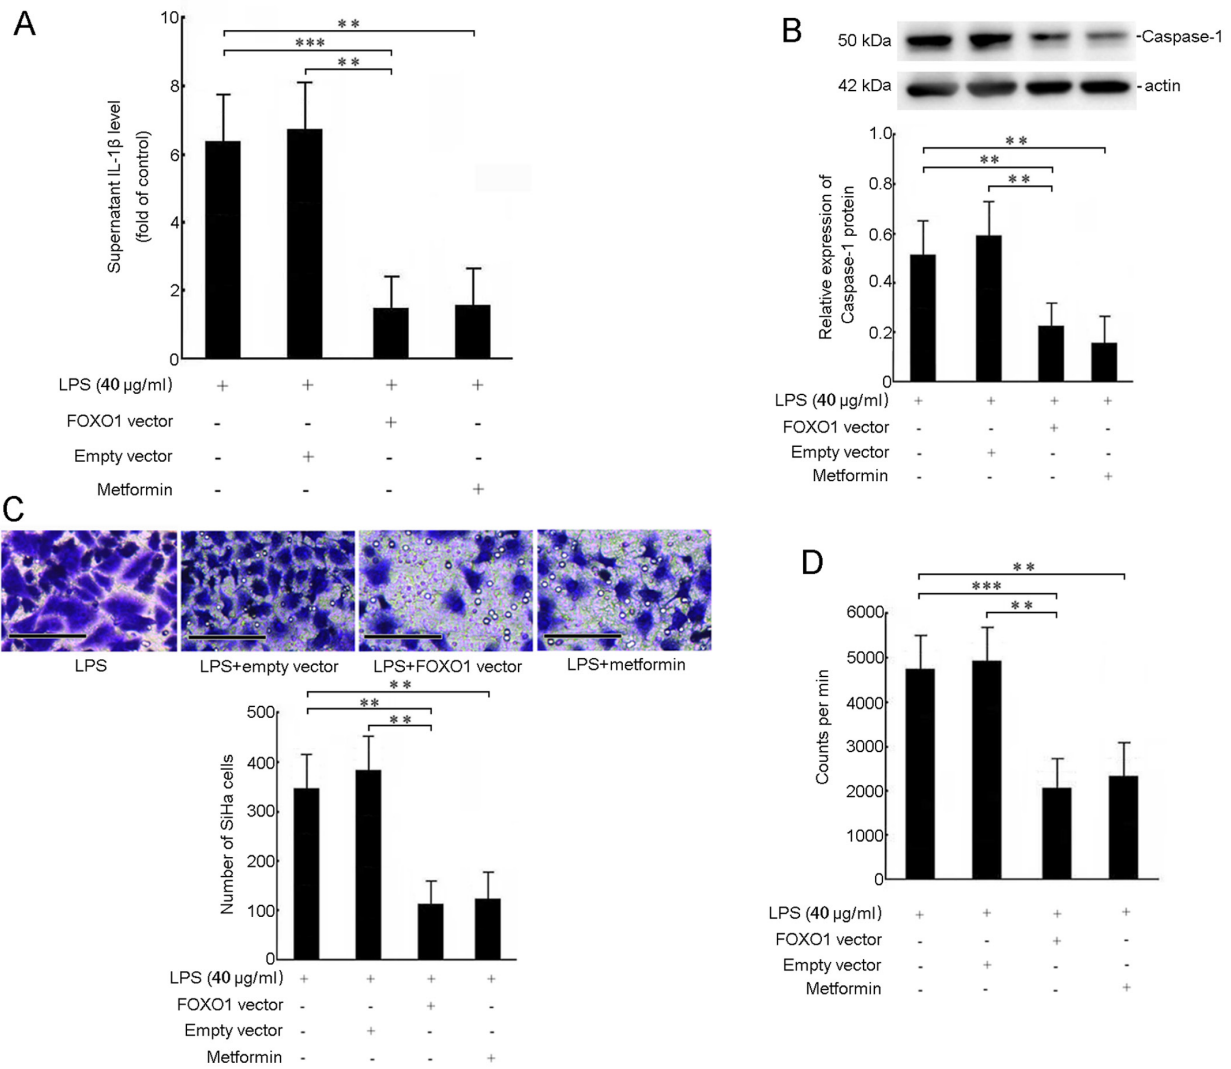 A
10
8
6
4
2
0
Supernatant IL-1β level
(fold of control)
**
***
**
LPS (40 µg/ml) + + + +
FOXO1 vector - - + -
Empty vector - + - -
Metformin - - - +
B
50 kDa -Caspase-1
42 kDa -actin
1.0
0.8
0.6
0.4
0.2
0
Relative expression of
Caspase-1 protein
**
**
**
LPS (40 µg/ml) + + + +
FOXO1 vector - - + -
Empty vector - + - -
Metformin - - - +
C
LPS LPS+empty vector LPS+FOXO1 vector LPS+metformin
500
400
300
200
100
0
Number of SiHa cells
**
**
**
LPS (40 µg/ml) + + + +
FOXO1 vector - - + -
Empty vector - + - -
Metformin - - - +
D
6000
5000
4000
3000
2000
1000
0
Counts per min
**
***
**
LPS (40 µg/ml) + + + +
FOXO1 vector - - + -
Empty vector - + - -
Metformin - - - +